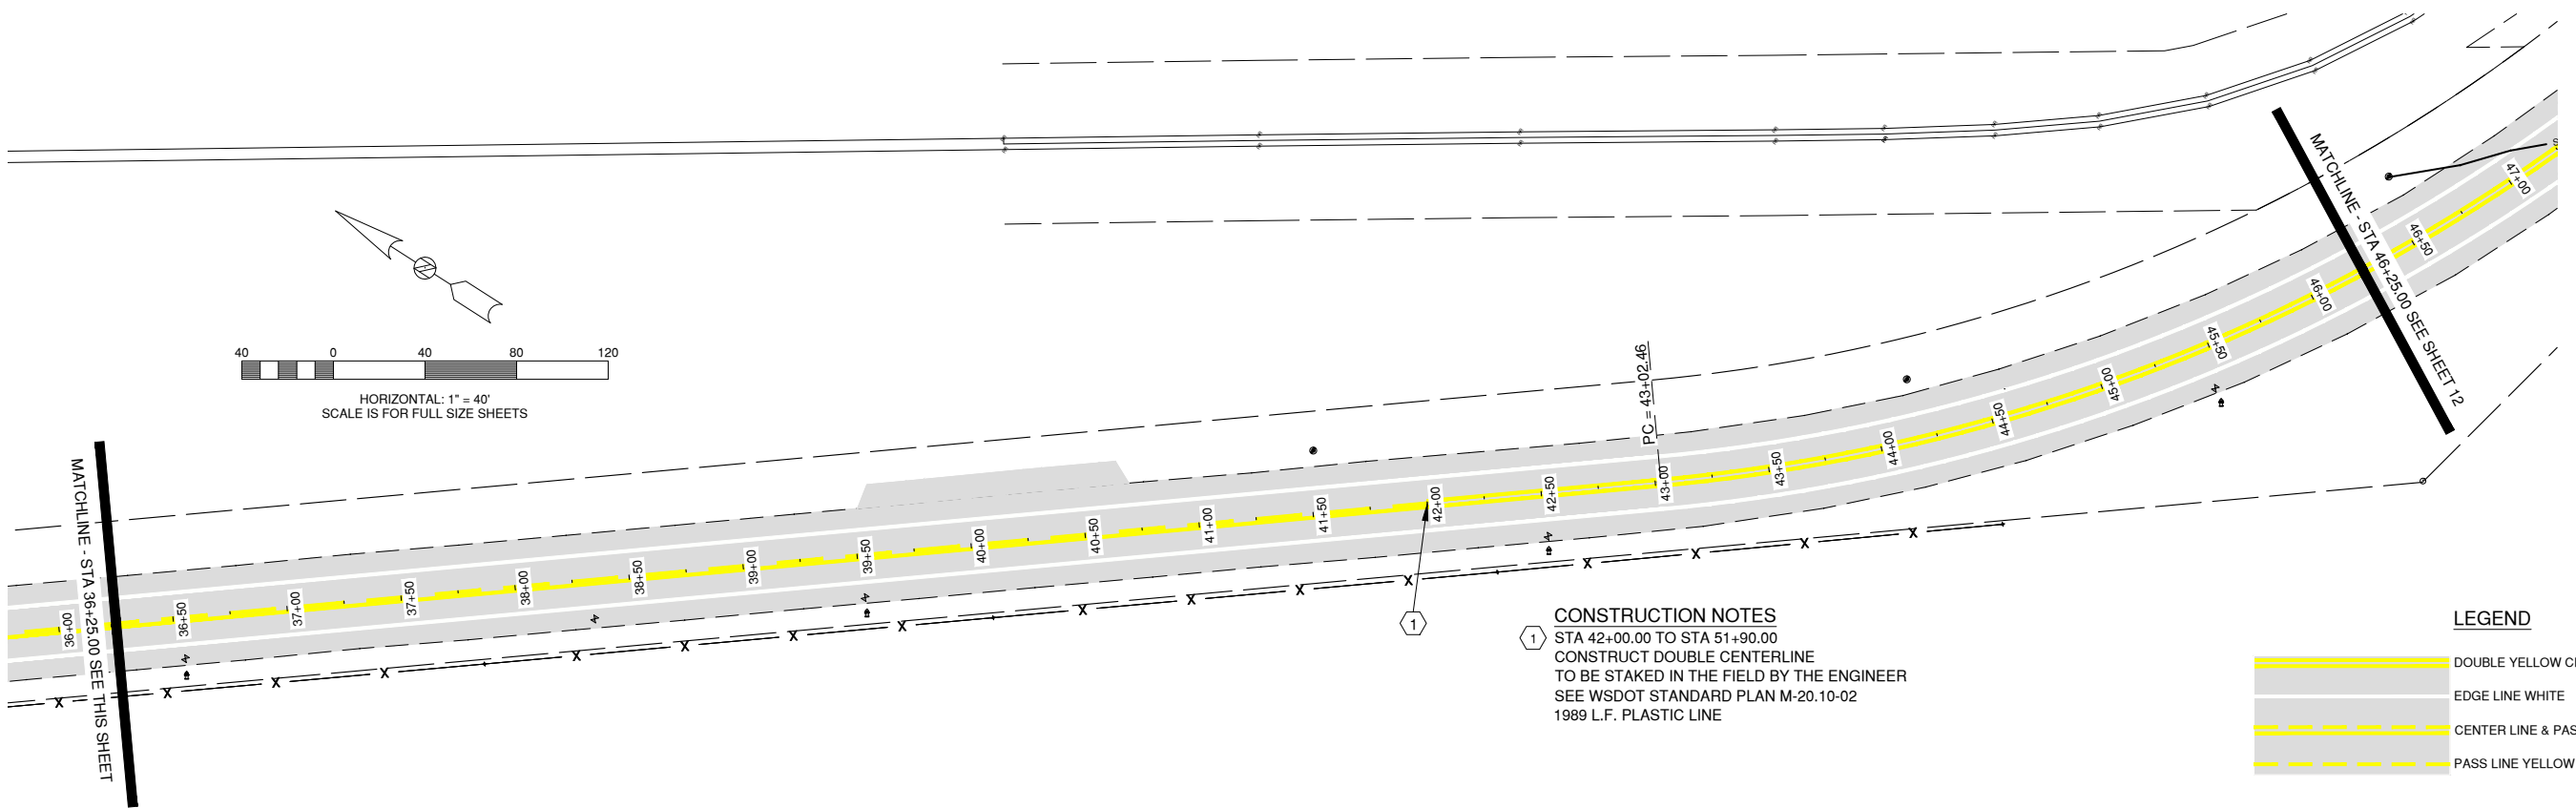 40 0 40 80 120
HORIZONTAL: 1" = 40'
SCALE IS FOR FULL SIZE SHEETS
MATCHLINE - STA 36+25.00 SEE THIS SHEET
36+00
36+50
37+00
37+50
38+00
38+50
39+00
39+50
40+00
40+50
41+00
41+50
42+00
42+50
43+00
PC = 43+02.46
43+50
44+00
44+50
45+00
45+50
46+00
46+50
47+00
MATCHLINE - STA 46+25.00 SEE SHEET 12
1
CONSTRUCTION NOTES
1 STA 42+00.00 TO STA 51+90.00
CONSTRUCT DOUBLE CENTERLINE
TO BE STAKED IN THE FIELD BY THE ENGINEER
SEE WSDOT STANDARD PLAN M-20.10-02
1989 L.F. PLASTIC LINE
LEGEND
DOUBLE YELLOW
EDGE LINE WHITE
CENTER LINE &
PASS LINE YELLOW